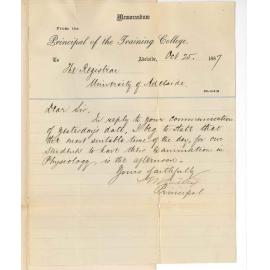 Memorandum
From the
Principal of the Training College,
To Adelaide, Oct 25. 1887
The Registrar
University of Adelaide
Dear Sir,
In reply to your communication
of yesterday's date, I beg to state that
the most suitable time of the day, for our
Students to have their Examination in
Physiology, is the afternoon.
Yours faithfully
Principal